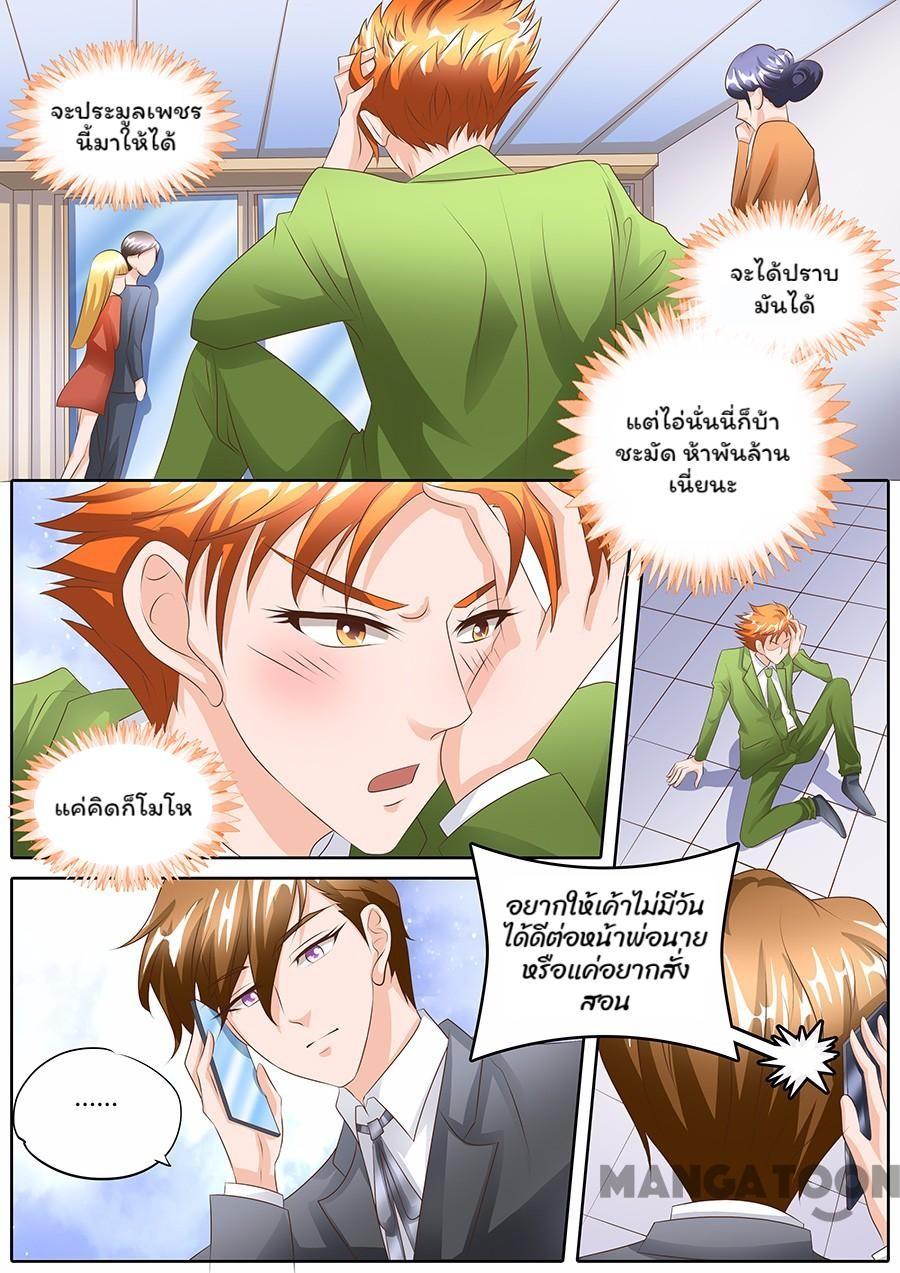 จะประมูลเพชร
นี้มาให้ได้
จะได้ปราบ
มันได้
แต่ไอ่นั่นนี่ก็บ้า
ชะมัด ห้าพันล้าน
เนี่ยนะ
แค่คิดก็โมโห
อยากให้เค้าไม่มีวัน
ได้ดีต่อหน้าพ่อนาย
หรือแค่อยากสั่ง
สอน
......
MANGATOON